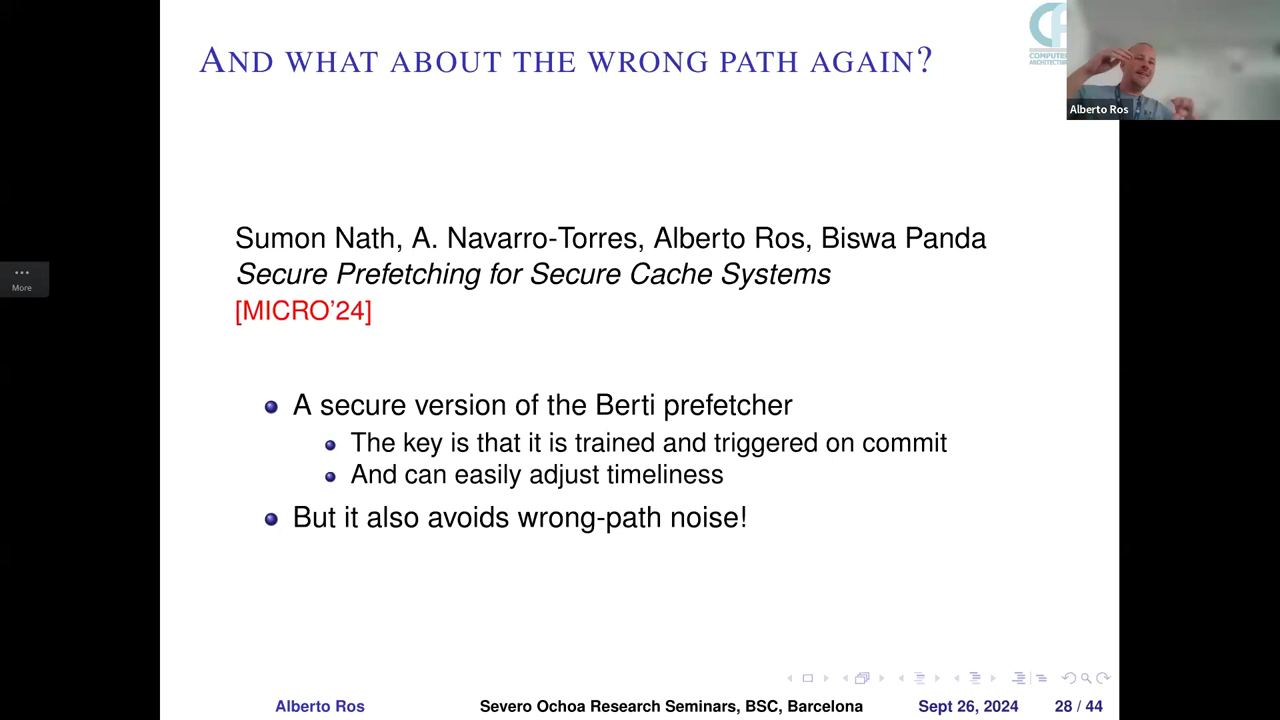 AND WHAT ABOUT THE WRONG PATH AGAIN?
COMPUTER
ARCHITECTURE
Alberto Ros
Sumon Nath, A. Navarro-Torres, Alberto Ros, Biswa Panda
Secure Prefetching for Secure Cache Systems
[MICRO'24]
More
A secure version of the Berti prefetcher
The key is that it is trained and triggered on commit
And can easily adjust timeliness
But it also avoids wrong-path noise!
Alberto Ros
Severo Ochoa Research Seminars, BSC, Barcelona
Sept 26, 2024
28 / 44